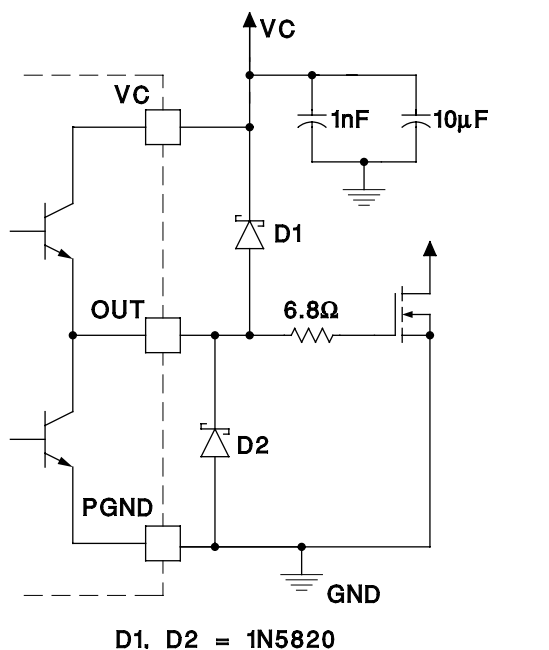 VC
VC
1nF
10μF
D1
OUT
6.8Ω
D2
PGND
GND
D1, D2 = 1N5820